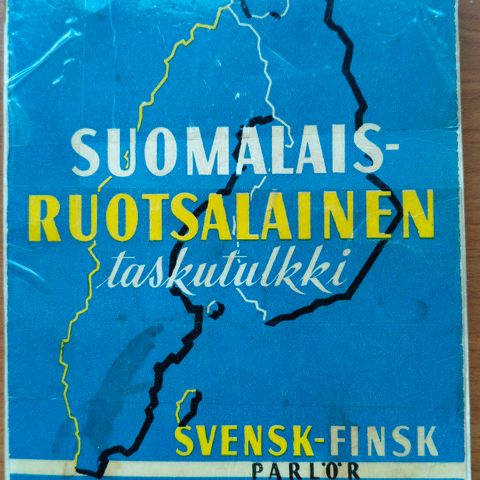 SUOMALAIS-
RUOTSALAINEN
taskutulkki
SVENSK-FINSK
PARLÖR